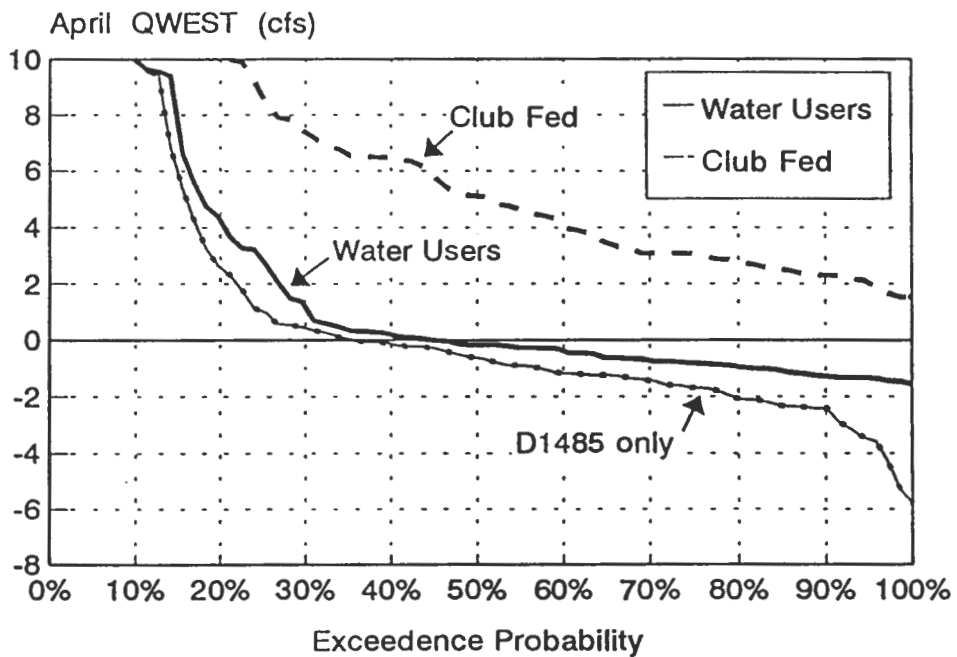 April QWEST (cfs)
10
8
6
4
2
0
-2
-4
-6
-8
Club Fed
Water Users
D1485 only
Water Users
Club Fed
0% 10% 20% 30% 40% 50% 60% 70% 80% 90% 100%
Exceedence Probability